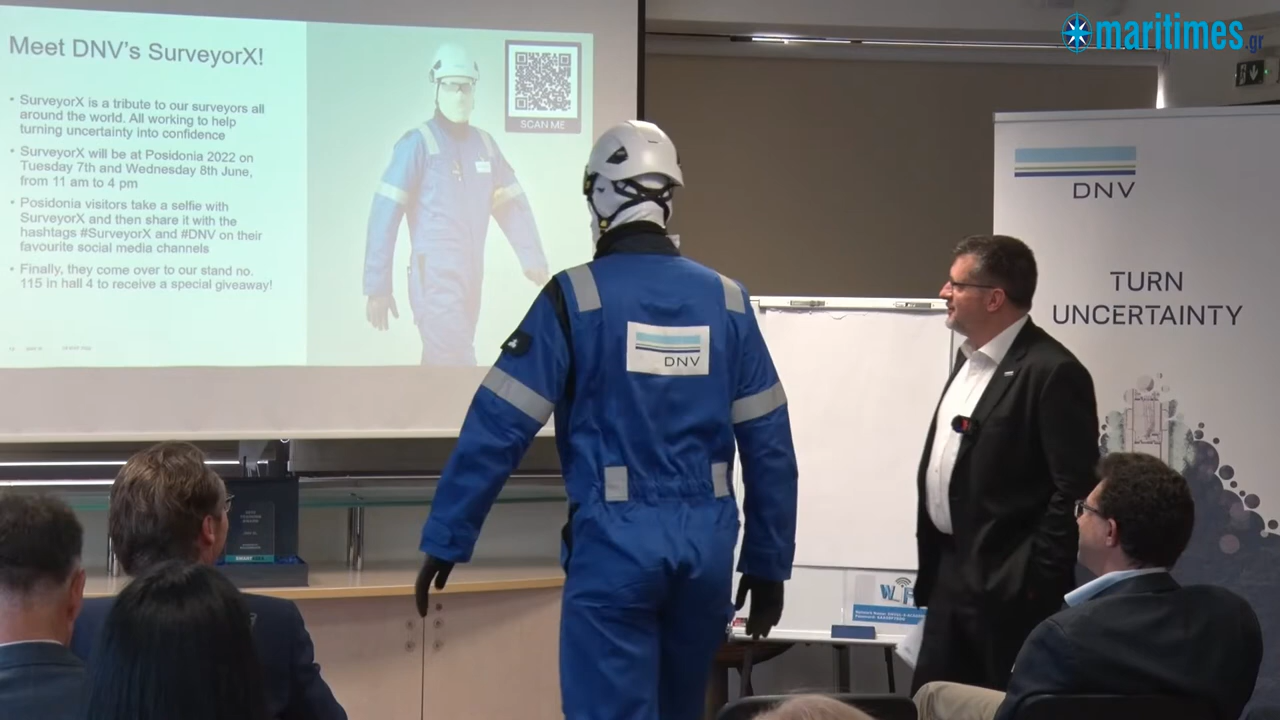 maritimes.gr
Meet DNV's SurveyorX!
• SurveyorX is a tribute to our surveyors all
around the world. All working to help
turning uncertainty into confidence
• SurveyorX will be at Posidonia 2022 on
Tuesday 7th and Wednesday 8th June,
from 11 am to 4 pm
• Posidonia visitors take a selfie with
SurveyorX and then share it with the
hashtags #SurveyorX and #DNV on their
favourite social media channels
• Finally, they come over to our stand no.
115 in hall 4 to receive a special giveaway!
SCAN ME
DNV
DNV
TURN
UNCERTAINTY